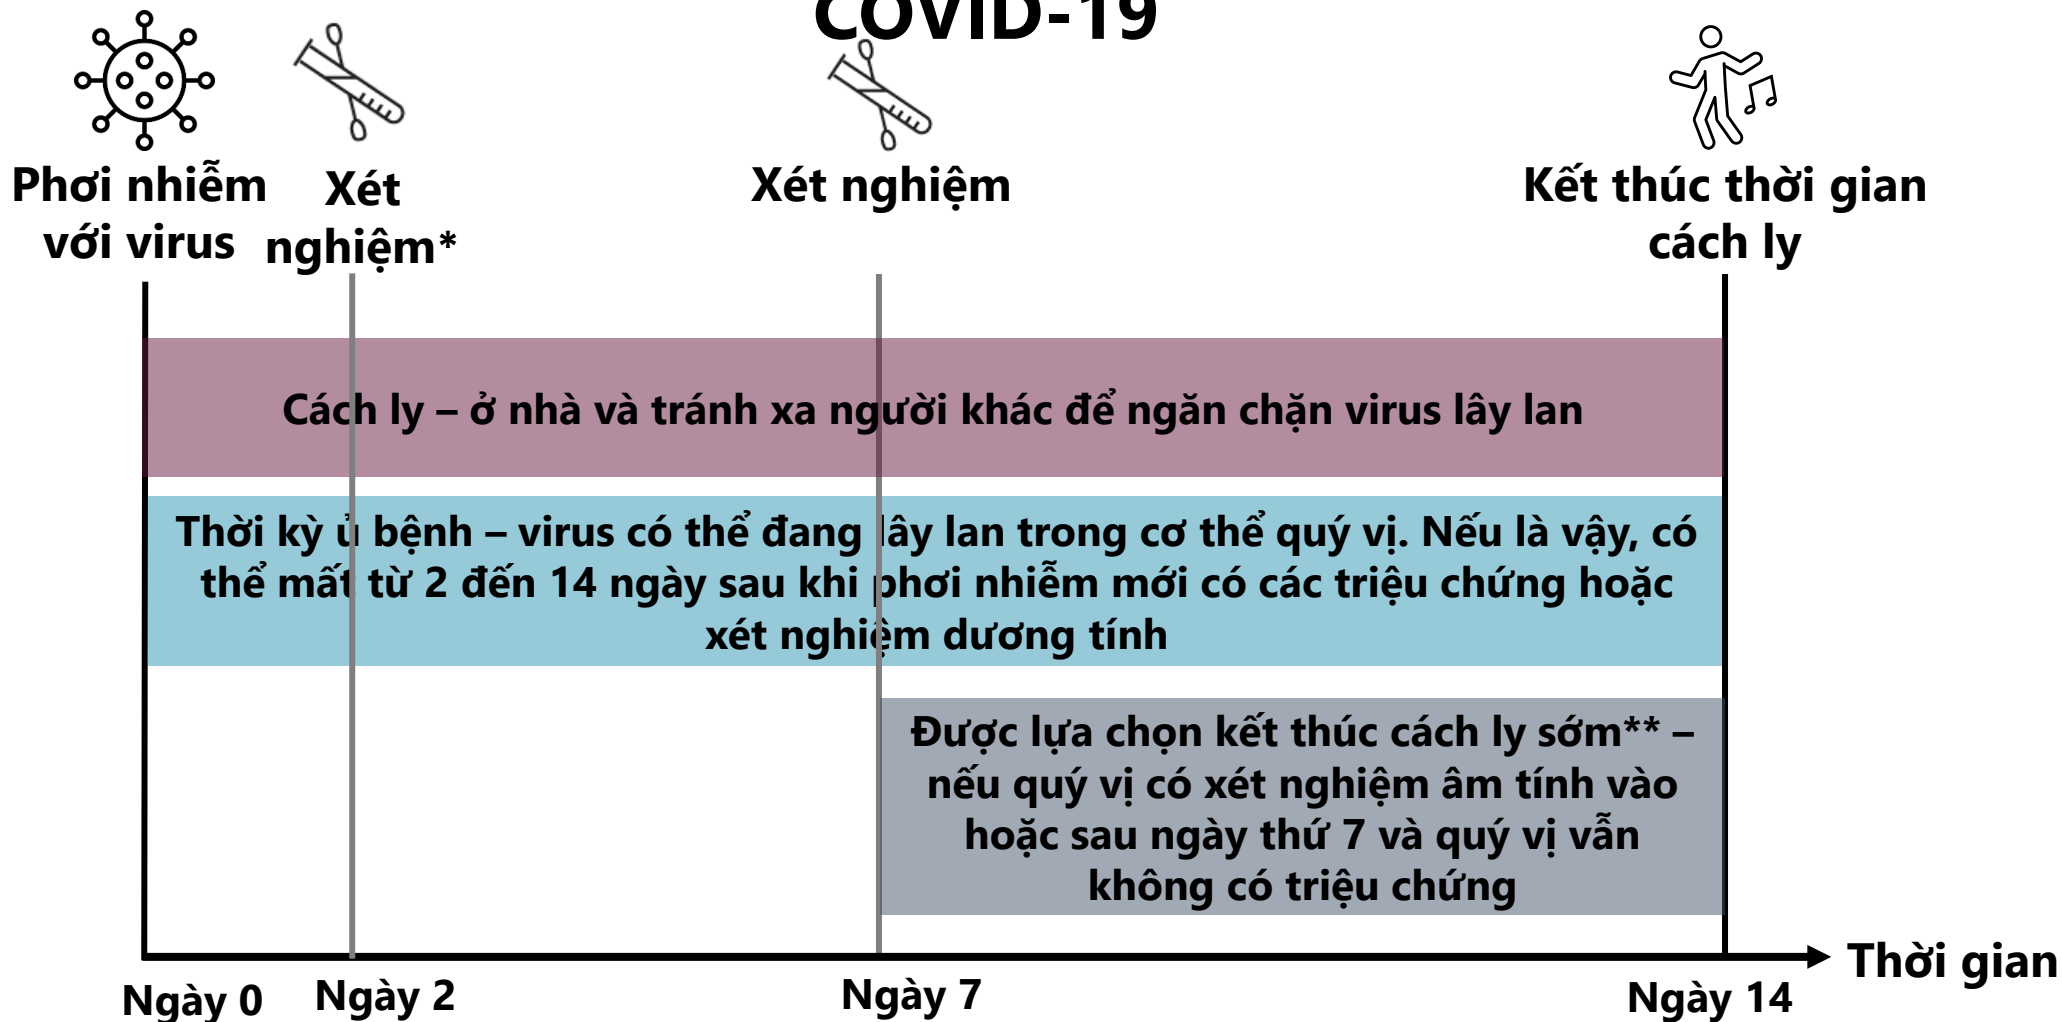 COVID-19
Phơi nhiễm
với virus
Xét
nghiệm*
Xét nghiệm
Kết thúc thời gian
cách ly
Cách ly – ở nhà và tránh xa người khác để ngăn chặn virus lây lan
Thời kỳ ủ bệnh – virus có thể đang lây lan trong cơ thể quý vị. Nếu là vậy, có
thể mất từ 2 đến 14 ngày sau khi phơi nhiễm mới có các triệu chứng hoặc
xét nghiệm dương tính
Được lựa chọn kết thúc cách ly sớm** –
nếu quý vị có xét nghiệm âm tính vào
hoặc sau ngày thứ 7 và quý vị vẫn
không có triệu chứng
Thời gian
Ngày 0
Ngày 2
Ngày 7
Ngày 14